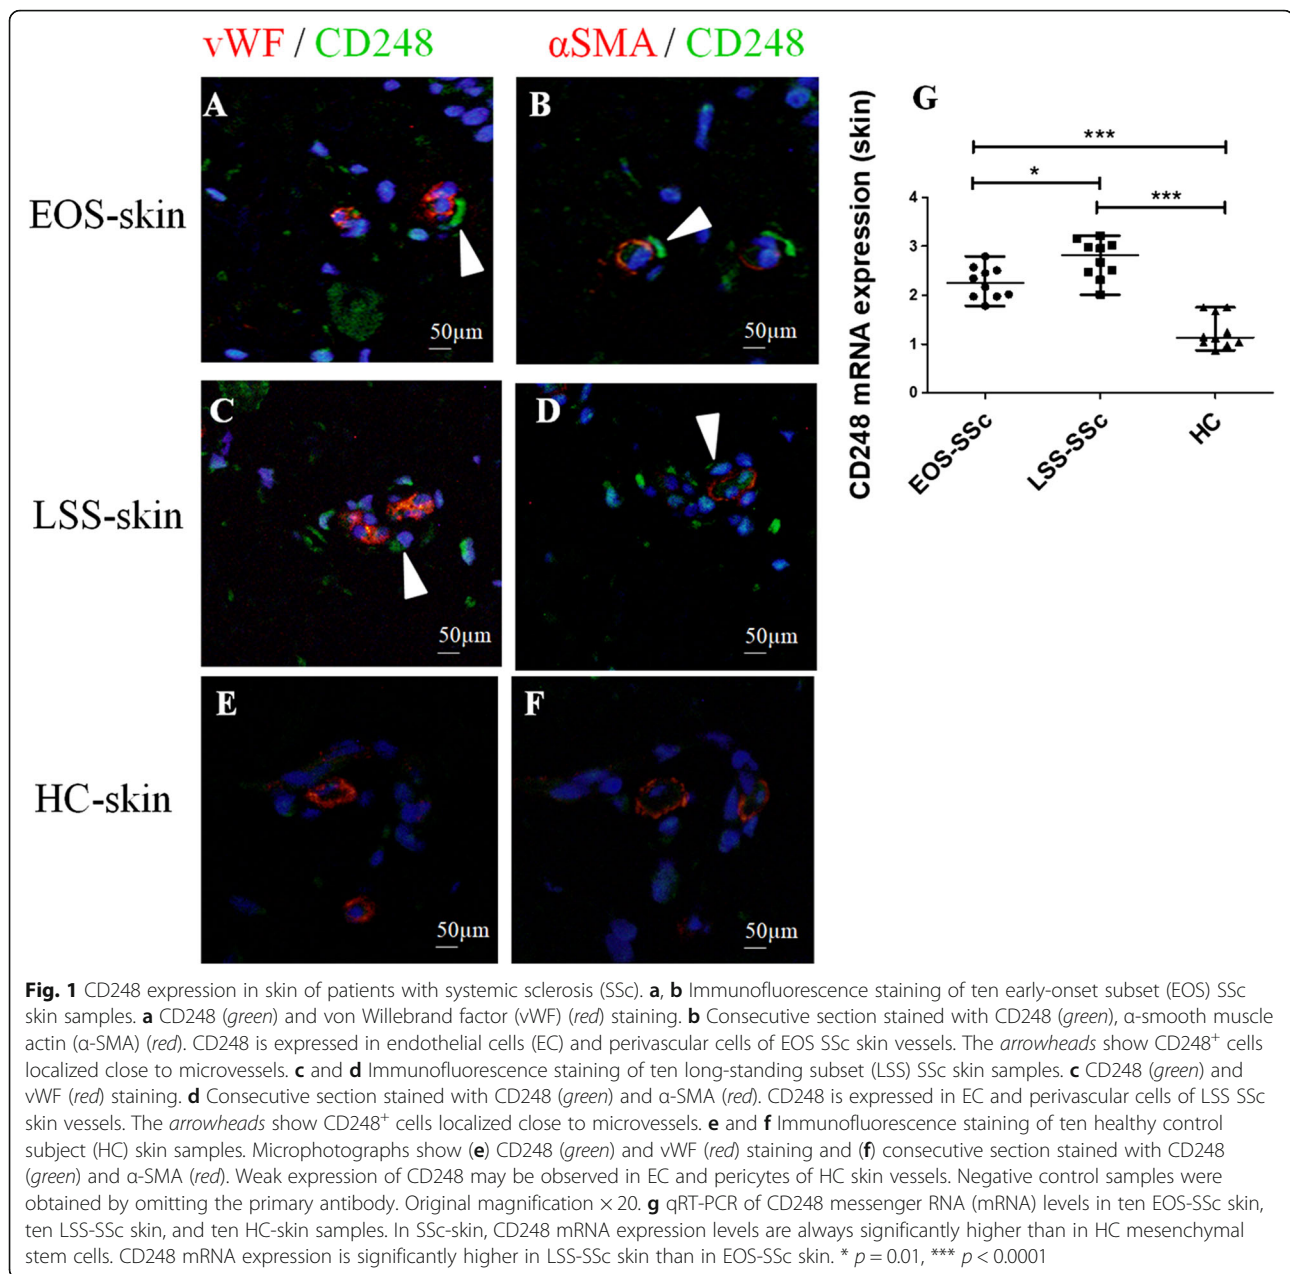 vWF / CD248
αSMA / CD248
A
B
G
EOS-skin
50µm
50µm
C
D
LSS-skin
50µm
50µm
E
F
HC-skin
50µm
50µm
CD248 mRNA expression (skin)
***
*
***
4
3
2
1
0
EOS-SSc
LSS-SSc
HC
Fig. 1 CD248 expression in skin of patients with systemic sclerosis (SSc). a, b Immunofluorescence staining of ten early-onset subset (EOS) SSc
skin samples. a CD248 (green) and von Willebrand factor (vWF) (red) staining. b Consecutive section stained with CD248 (green), α-smooth muscle
actin (α-SMA) (red). CD248 is expressed in endothelial cells (EC) and perivascular cells of EOS SSc skin vessels. The arrowheads show CD248⁺ cells
localized close to microvessels. c and d Immunofluorescence staining of ten long-standing subset (LSS) SSc skin samples. c CD248 (green) and
vWF (red) staining. d Consecutive section stained with CD248 (green) and α-SMA (red). CD248 is expressed in EC and perivascular cells of LSS SSc
skin vessels. The arrowheads show CD248⁺ cells localized close to microvessels. e and f Immunofluorescence staining of ten healthy control
subject (HC) skin samples. Microphotographs show (e) CD248 (green) and vWF (red) staining and (f) consecutive section stained with CD248
(green) and α-SMA (red). Weak expression of CD248 may be observed in EC and pericytes of HC skin vessels. Negative control samples were
obtained by omitting the primary antibody. Original magnification × 20. g qRT-PCR of CD248 messenger RNA (mRNA) levels in ten EOS-SSc skin,
ten LSS-SSc skin, and ten HC-skin samples. In SSc-skin, CD248 mRNA expression levels are always significantly higher than in HC mesenchymal
stem cells. CD248 mRNA expression is significantly higher in LSS-SSc skin than in EOS-SSc skin. * p = 0.01, *** p < 0.0001